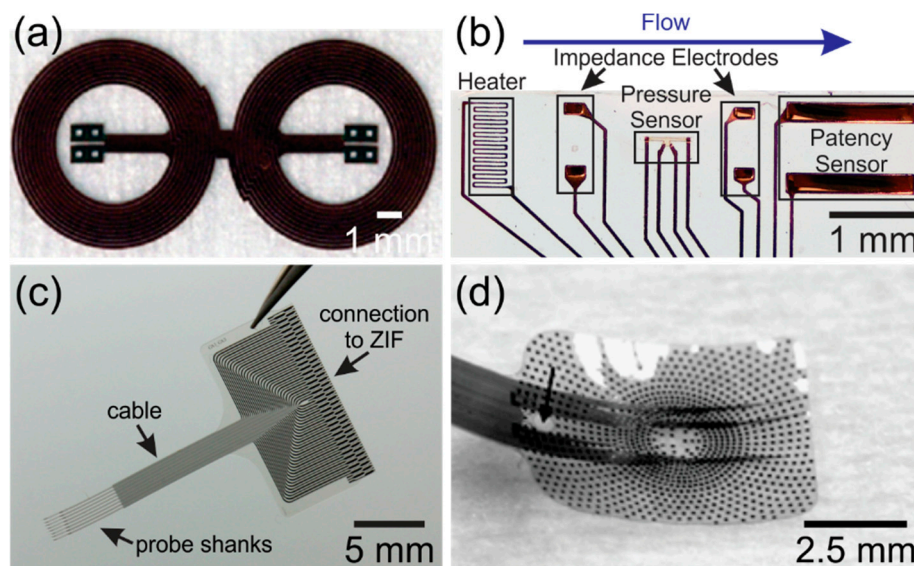 (a)
1 mm
(b)
Flow
Impedance Electrodes
Heater
Pressure
Sensor
Patency
Sensor
1 mm
(c)
connection
to ZIF
cable
probe shanks
5 mm
(d)
2.5 mm